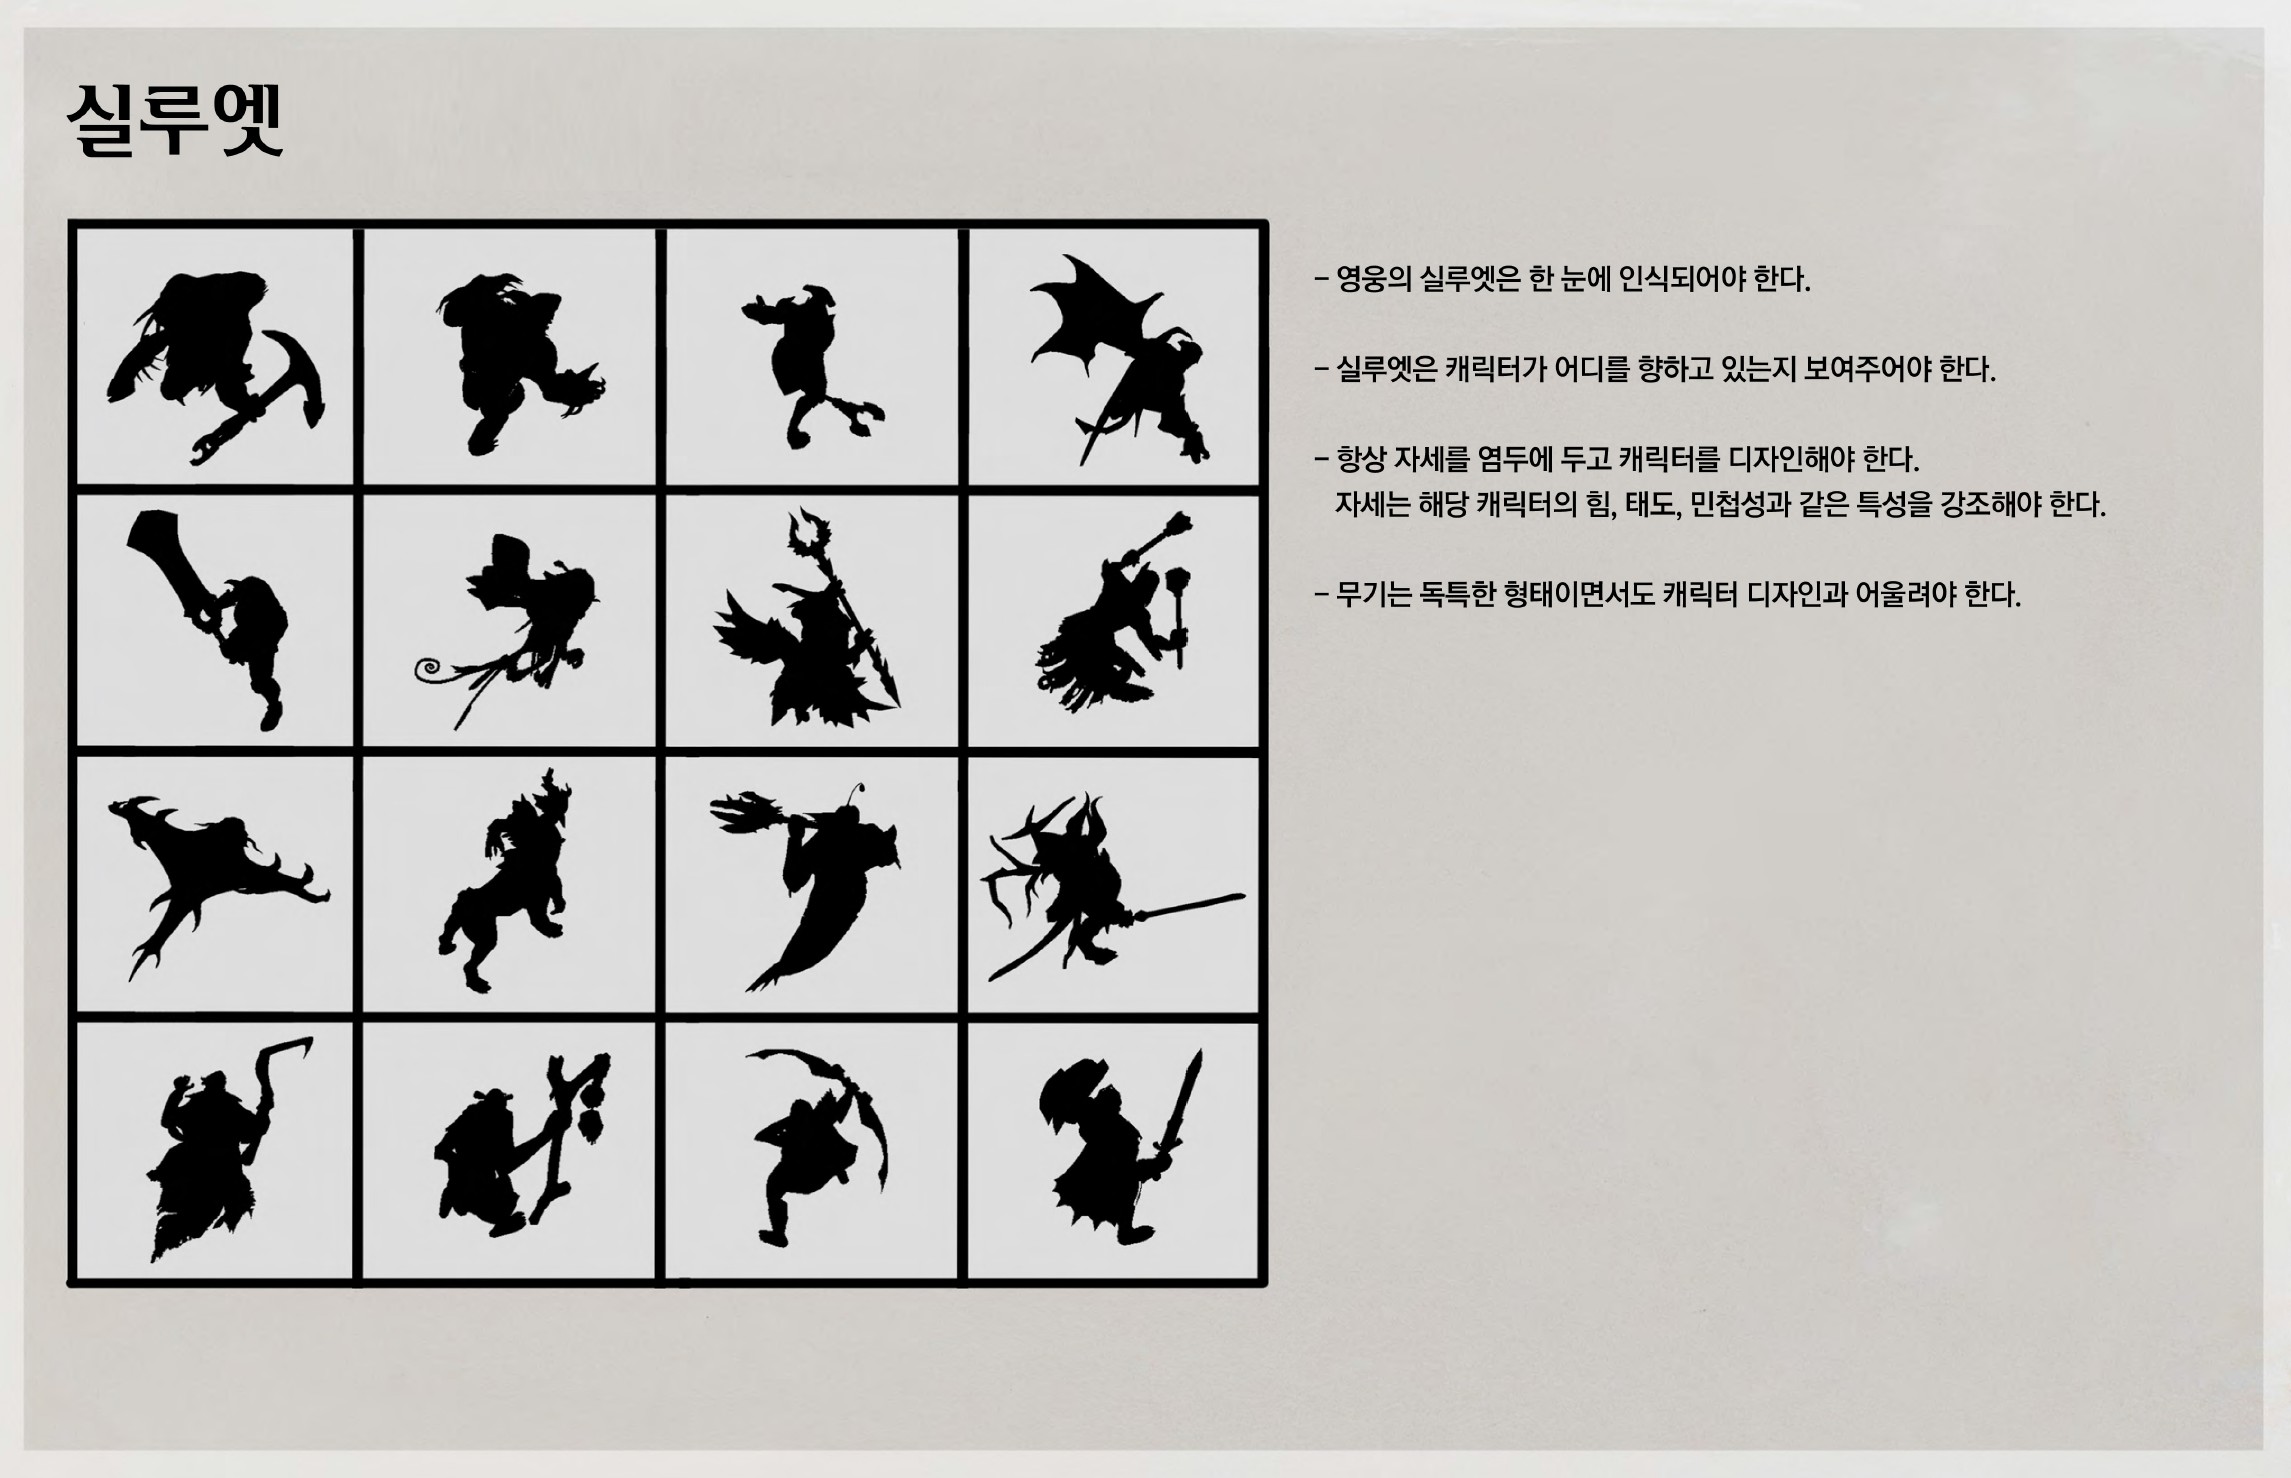 실루엣
– 영웅의 실루엣은 한 눈에 인식되어야 한다.
– 실루엣은 캐릭터가 어디를 향하고 있는지 보여주어야 한다.
– 항상 자세를 염두에 두고 캐릭터를 디자인해야 한다.
자세는 해당 캐릭터의 힘, 태도, 민첩성과 같은 특성을 강조해야 한다.
– 무기는 독특한 형태이면서도 캐릭터 디자인과 어울려야 한다.